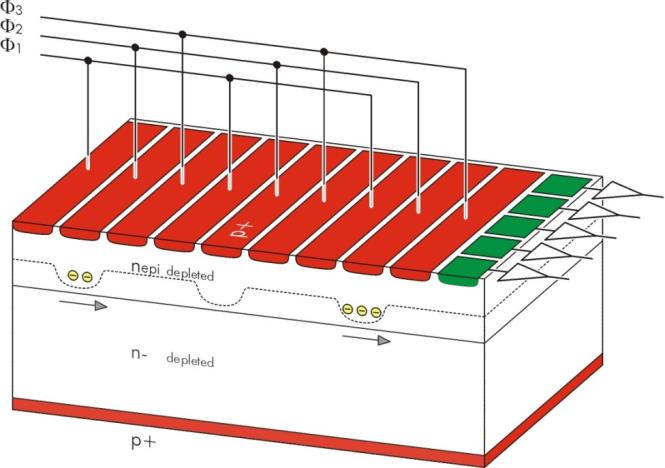 Φ3
Φ2
Φ1
p+
nepi depleted
n- depleted
p+